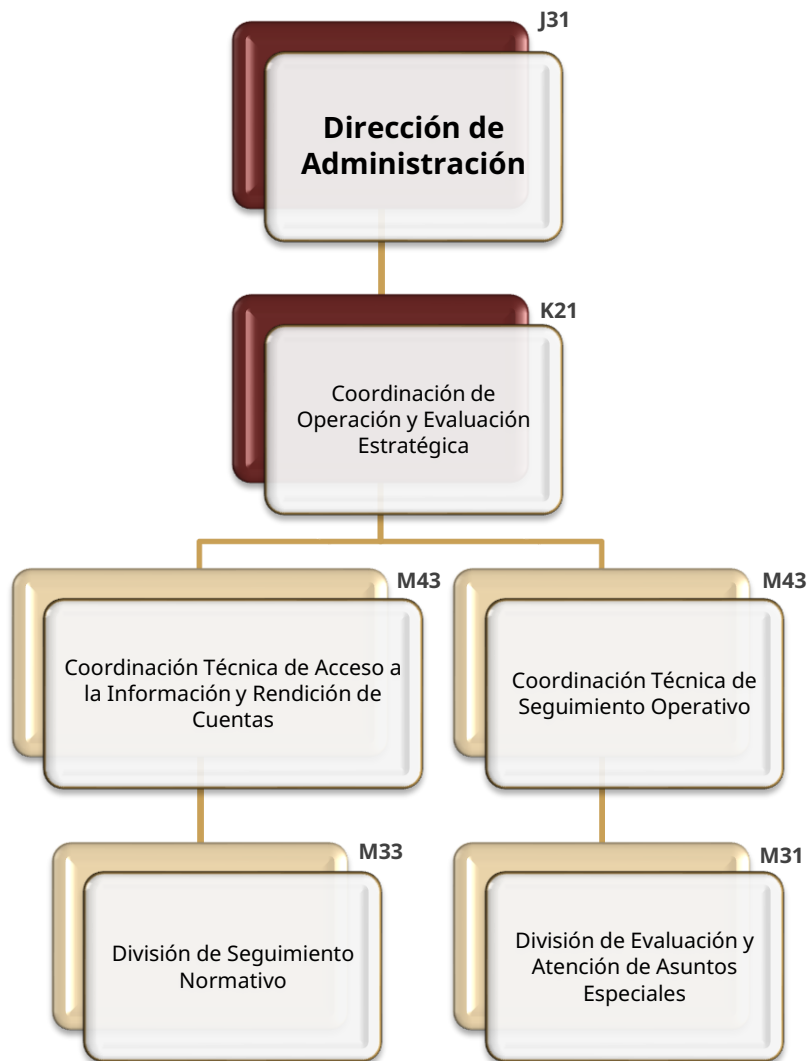 J31
Dirección de
Administración
K21
Coordinación de
Operación y Evaluación
Estratégica
M43
Coordinación Técnica de Acceso a
la Información y Rendición de
Cuentas
M43
Coordinación Técnica de
Seguimiento Operativo
M33
División de Seguimiento
Normativo
M31
División de Evaluación y
Atención de Asuntos
Especiales